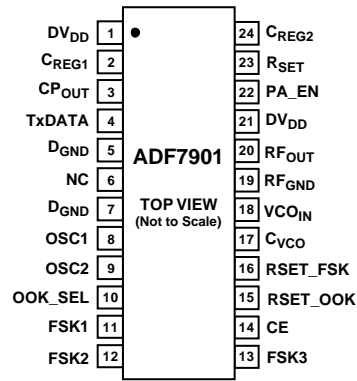 DVDD 1
CREG1 2
CPOUT 3
TxDATA 4
DGND 5
NC 6
DGND 7
OSC1 8
OSC2 9
OOK_SEL 10
FSK1 11
FSK2 12
ADF7901
TOP VIEW
(Not to Scale)
24 CREG2
23 RSET
22 PA_EN
21 DVDD
20 RFOUT
19 RFGND
18 VCOIN
17 CVCO
16 RSET_FSK
15 RSET_OOK
14 CE
13 FSK3